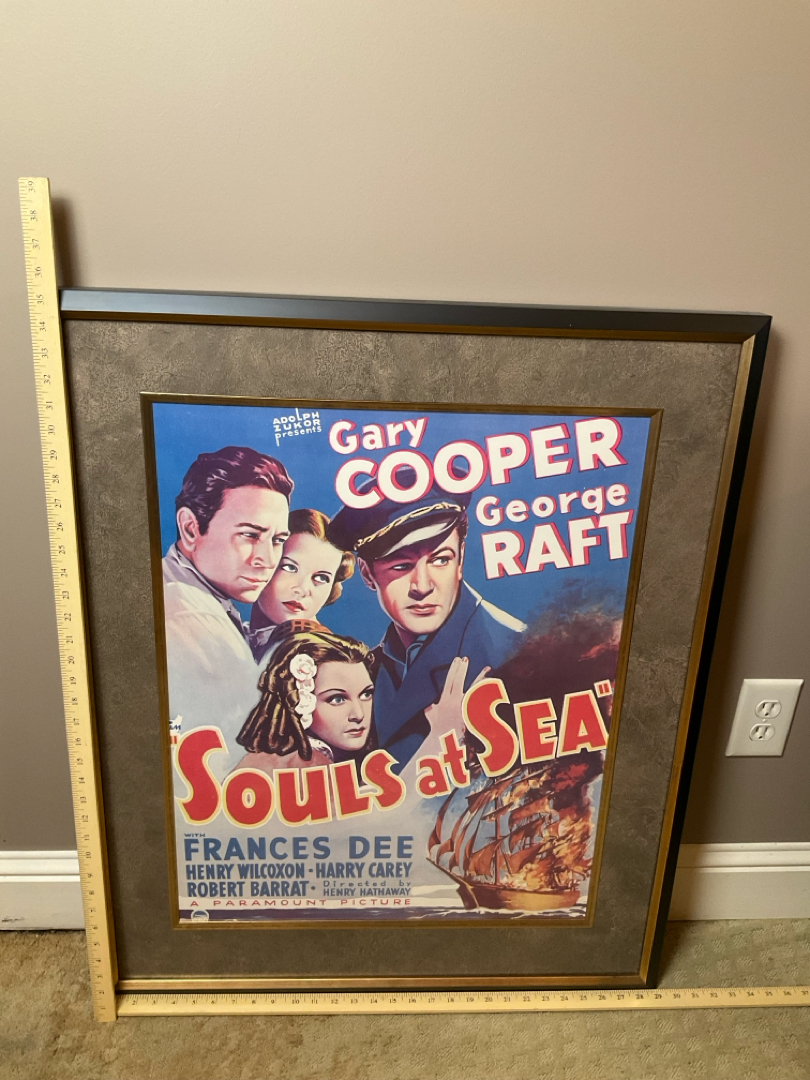 ADOLPH
ZUKOR
presents
Gary
COOPER
George
RAFT
"SOULS at SEA"
WITH
FRANCES DEE
HENRY WILCOXON · HARRY CAREY
ROBERT BARRAT · Directed by
HENRY HATHAWAY
A PARAMOUNT PICTURE